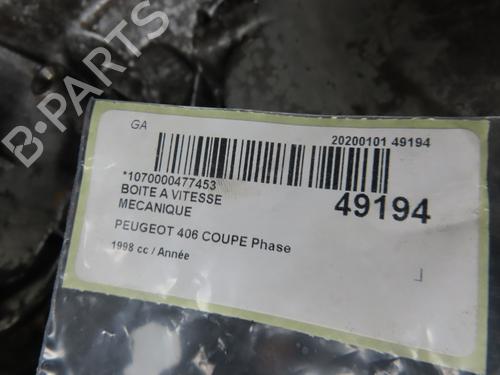 GA
20200101 49194
*1070000477453
BOITE A VITESSE
MECANIQUE
49194
PEUGEOT 406 COUPE Phase
1998 cc / Année
L
B-PARTS